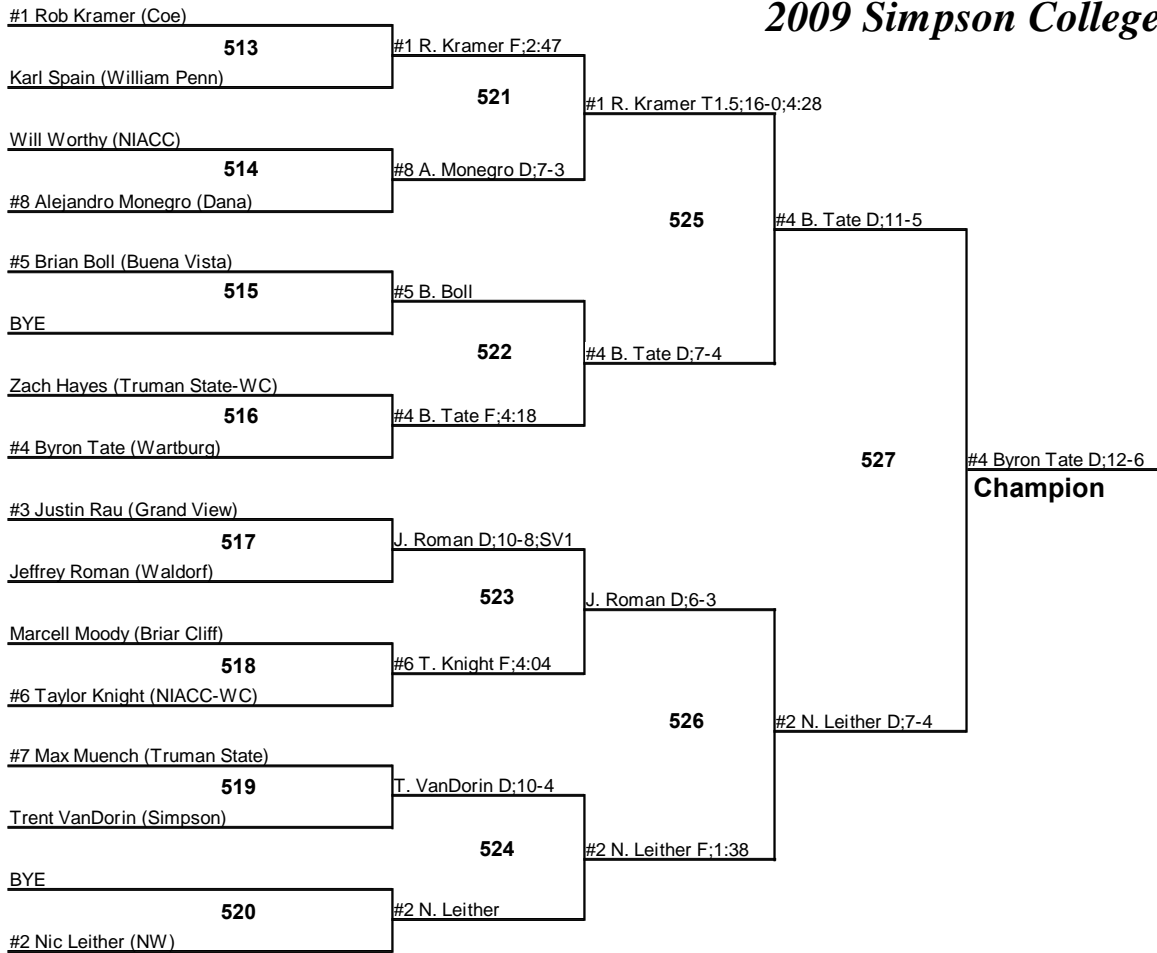 2009 Simpson College
#1 Rob Kramer (Coe)
513
Karl Spain (William Penn)
#1 R. Kramer F;2:47
521
Will Worthy (NIACC)
514
#8 Alejandro Monegro (Dana)
#8 A. Monegro D;7-3
#1 R. Kramer T1.5;16-0;4:28
525
#5 Brian Boll (Buena Vista)
515
BYE
#5 B. Boll
522
Zach Hayes (Truman State-WC)
516
#4 Byron Tate (Wartburg)
#4 B. Tate F;4:18
#4 B. Tate D;7-4
#4 B. Tate D;11-5
527
#4 Byron Tate D;12-6
Champion
#3 Justin Rau (Grand View)
517
Jeffrey Roman (Waldorf)
J. Roman D;10-8;SV1
523
Marcell Moody (Briar Cliff)
518
#6 Taylor Knight (NIACC-WC)
#6 T. Knight F;4:04
J. Roman D;6-3
526
#2 N. Leither D;7-4
#7 Max Muench (Truman State)
519
Trent VanDorin (Simpson)
T. VanDorin D;10-4
524
#2 N. Leither F;1:38
BYE
520
#2 Nic Leither (NW)
#2 N. Leither